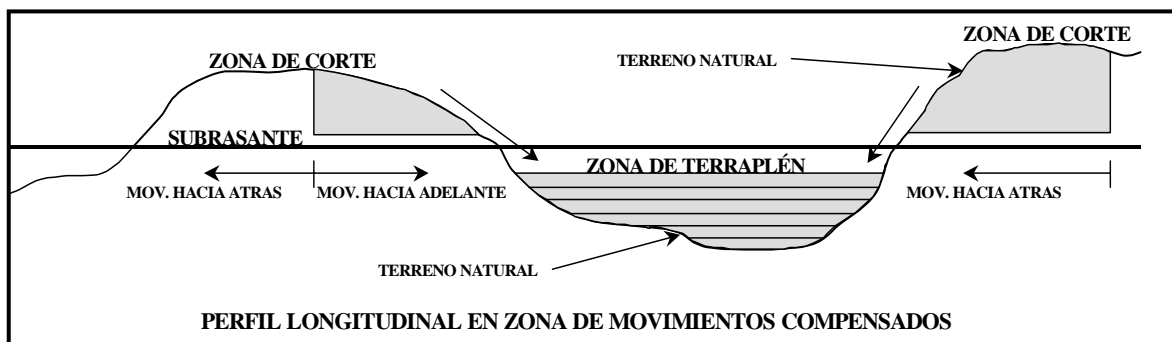 ZONA DE CORTE
ZONA DE CORTE
TERRENO NATURAL
SUBRASANTE
ZONA DE TERRAPLÉN
MOV. HACIA ATRAS
MOV. HACIA ADELANTE
MOV. HACIA ATRAS
TERRENO NATURAL
PERFIL LONGITUDINAL EN ZONA DE MOVIMIENTOS COMPENSADOS